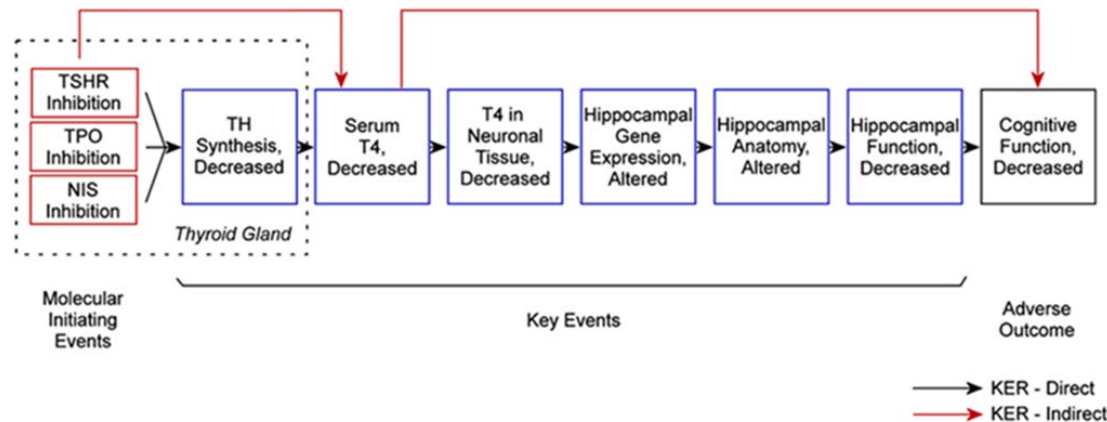 TSHR
Inhibition
TPO
Inhibition
NIS
Inhibition
TH
Synthesis,
Decreased
Thyroid Gland
Serum
T4,
Decreased
T4 in
Neuronal
Tissue,
Decreased
Hippocampal
Gene
Expression,
Altered
Hippocampal
Anatomy,
Altered
Hippocampal
Function,
Decreased
Cognitive
Function,
Decreased
Molecular
Initiating
Events
Key Events
Adverse
Outcome
KER - Direct
KER - Indirect